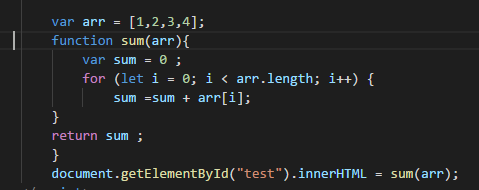 var arr = [1,2,3,4];
function sum(arr){
var sum = 0 ;
for (let i = 0; i < arr.length; i++) {
sum =sum + arr[i];
}
return sum ;
}
document.getElementById("test").innerHTML = sum(arr);